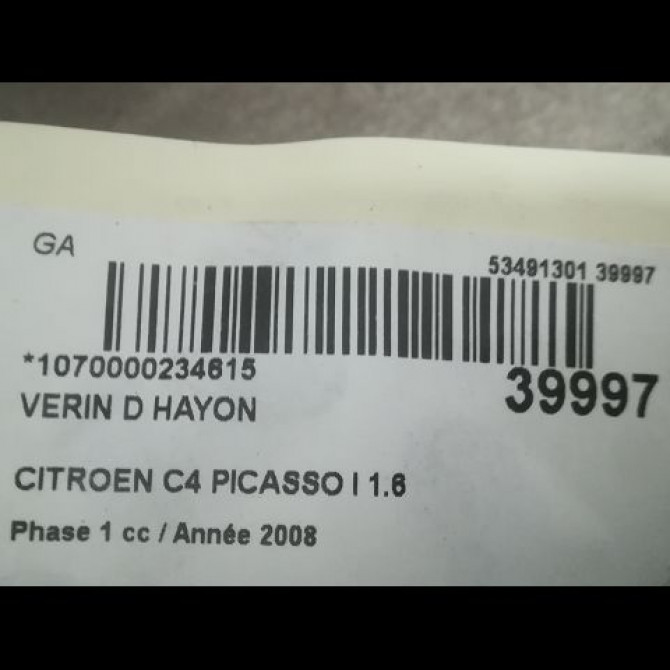 GA
53491301 39997
*1070000234615
39997
VERIN D HAYON
CITROEN C4 PICASSO I 1.6
Phase 1 cc / Année 2008